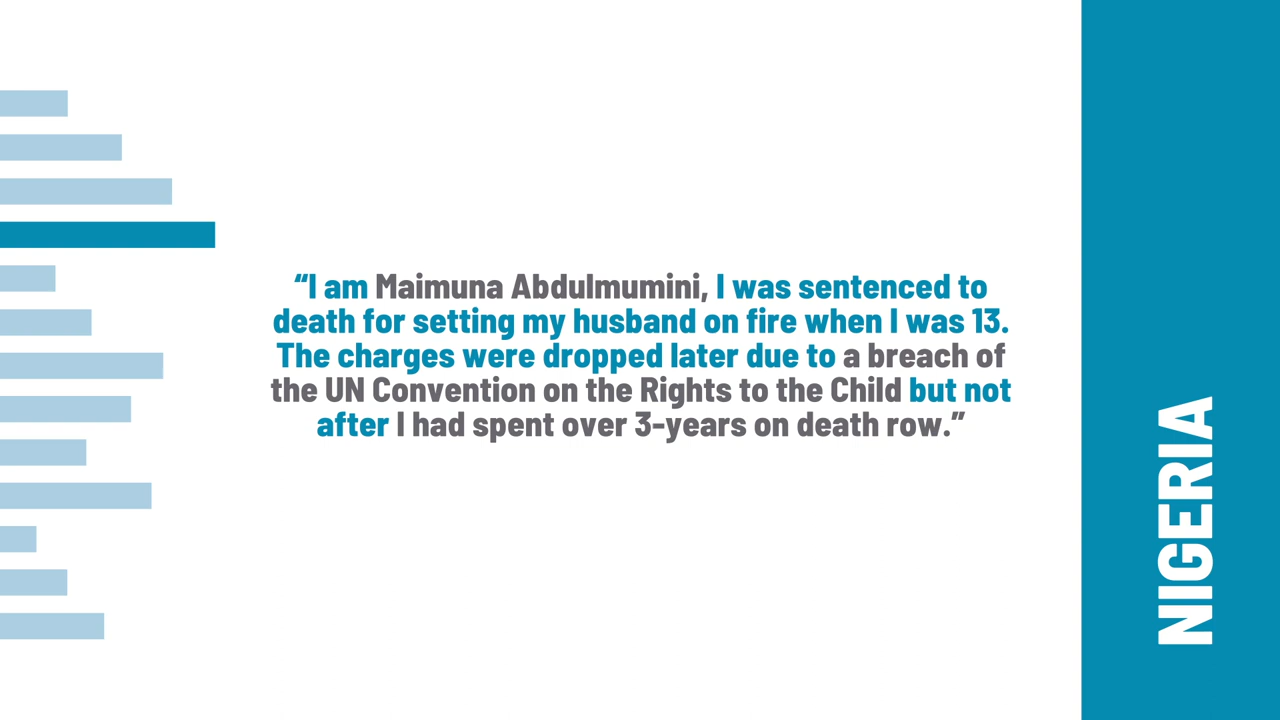 “I am Maimuna Abdulmumini, I was sentenced to
death for setting my husband on fire when I was 13.
The charges were dropped later due to a breach of
the UN Convention on the Rights to the Child but not
after I had spent over 3-years on death row.”
NIGERIA